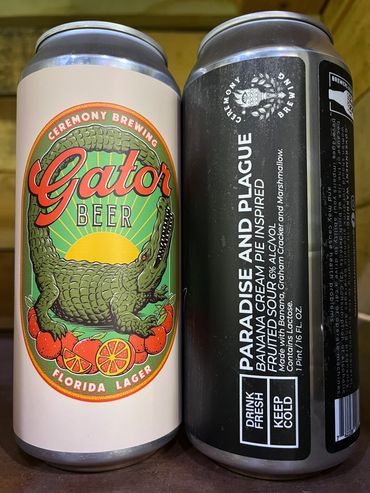 CEREMONY BREWING
Gator
BEER
FLORIDA LAGER
CEREMONY
BREWING
PARADISE AND PLAGUE
BANANA CREAM PIE INSPIRED
FRUITED SOUR 6% ALC/VOL
Made with Banana, Graham Cracker and Marshmallow.
Contains Lactose.
1 Pint / 16 FL. OZ.
DRINK
FRESH
KEEP
COLD